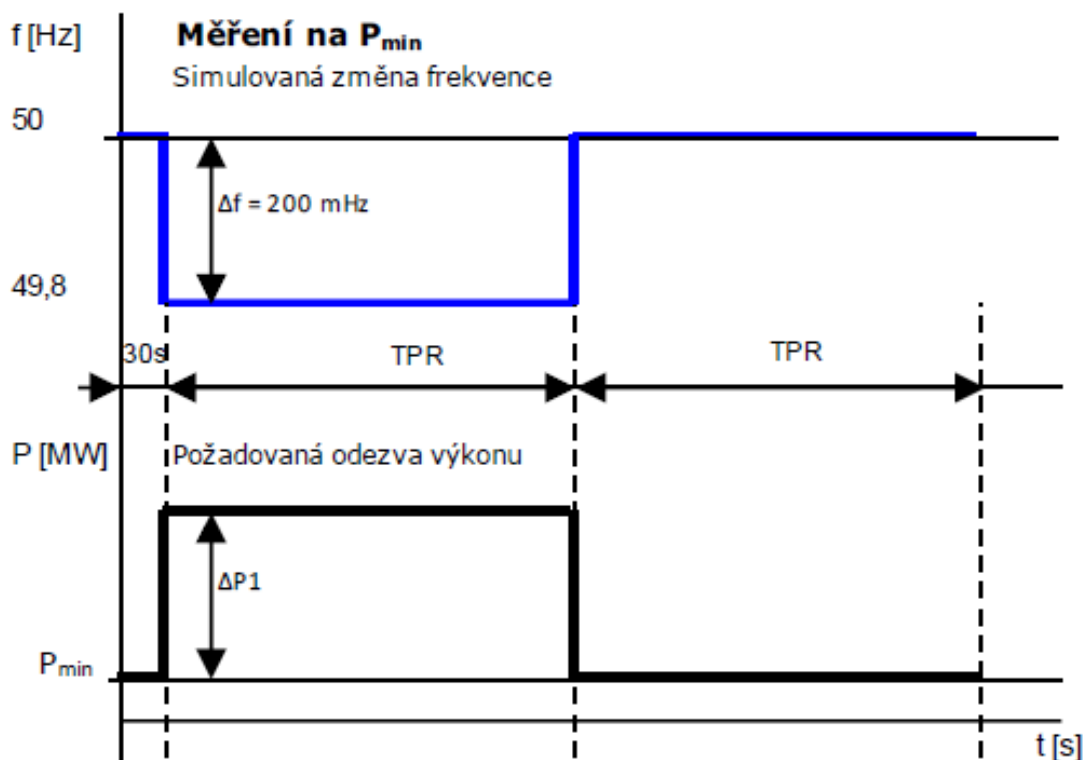 f [Hz]
Měření na Pmin
Simulovaná změna frekvence
50
Δf = 200 mHz
49,8
30s
TPR
TPR
P [MW]
Požadovaná odezva výkonu
ΔP1
Pmin
t [s]